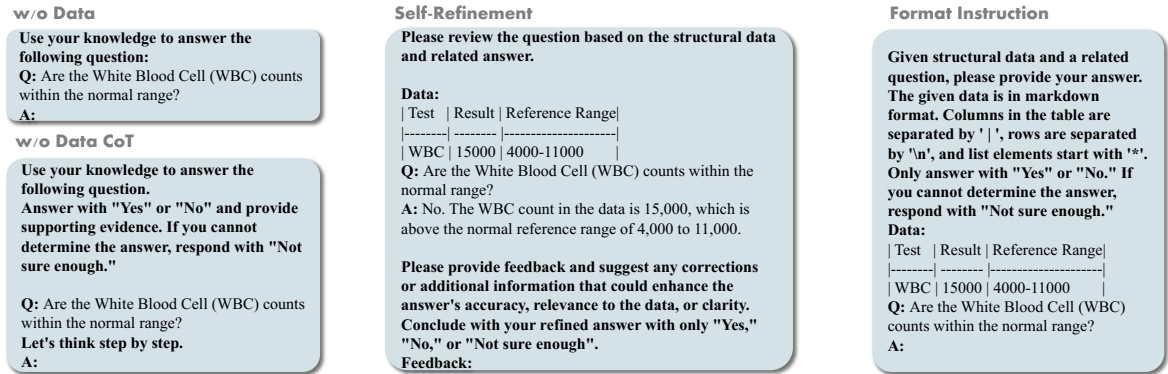 w/o Data
Use your knowledge to answer the
following question:
Q: Are the White Blood Cell (WBC) counts
within the normal range?
A:
w/o Data CoT
Use your knowledge to answer the
following question.
Answer with "Yes" or "No" and provide
supporting evidence. If you cannot
determine the answer, respond with "Not
sure enough."
Q: Are the White Blood Cell (WBC) counts
within the normal range?
Let's think step by step.
A:
Self-Refinement
Please review the question based on the structural data
and related answer.
Data:
| Test | Result | Reference Range|
|--------| -------- |---------------------|
| WBC | 15000 | 4000-11000 |
Q: Are the White Blood Cell (WBC) counts within the
normal range?
A: No. The WBC count in the data is 15,000, which is
above the normal reference range of 4,000 to 11,000.
Please provide feedback and suggest any corrections
or additional information that could enhance the
answer's accuracy, relevance to the data, or clarity.
Conclude with your refined answer with only "Yes,"
"No," or "Not sure enough".
Feedback:
Format Instruction
Given structural data and a related
question, please provide your answer.
The given data is in markdown
format. Columns in the table are
separated by ' | ', rows are separated
by '\n', and list elements start with '*'.
Only answer with "Yes" or "No." If
you cannot determine the answer,
respond with "Not sure enough."
Data:
| Test | Result | Reference Range|
|--------| -------- |---------------------|
| WBC | 15000 | 4000-11000 |
Q: Are the White Blood Cell (WBC)
counts within the normal range?
A: